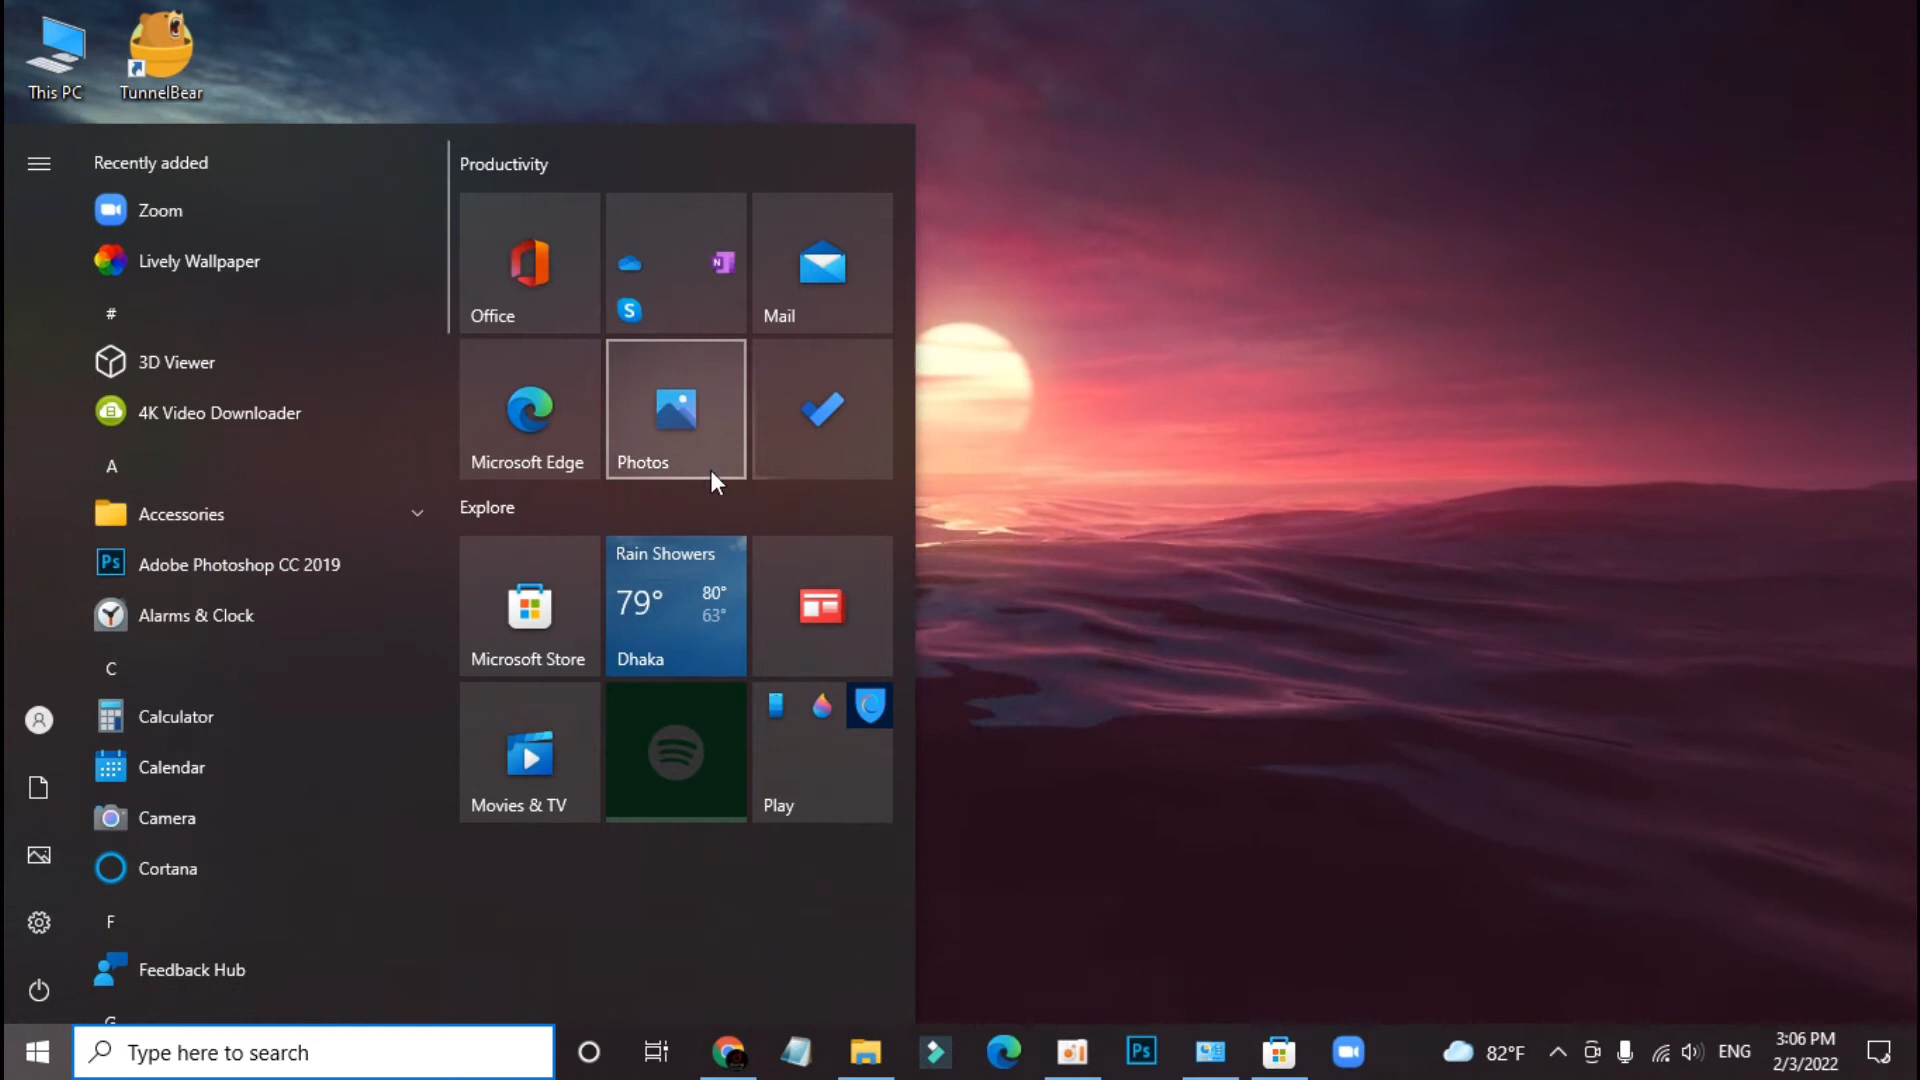 This PC
TunnelBear
Recently added
Zoom
Lively Wallpaper
#
3D Viewer
4K Video Downloader
A
Accessories
Adobe Photoshop CC 2019
Alarms & Clock
C
Calculator
Calendar
Camera
Cortana
F
Feedback Hub
Productivity
Office
N
S
Mail
Microsoft Edge
Photos
Explore
Microsoft Store
Rain Showers
79° 80°
63°
Dhaka
Movies & TV
Play
Type here to search
Ps
82°F
ENG
3:06 PM
2/3/2022